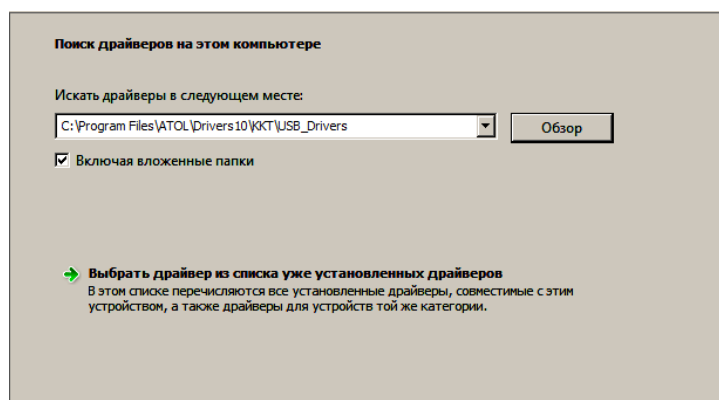 Поиск драйверов на этом компьютере
Искать драйверы в следующем месте:
C:\Program Files\ATOL\Drivers10\KKT\USB_Drivers
Обзор
Включая вложенные папки
Выбрать драйвер из списка уже установленных драйверов
В этом списке перечисляются все установленные драйверы, совместимые с этим
устройством, а также драйверы для устройств той же категории.